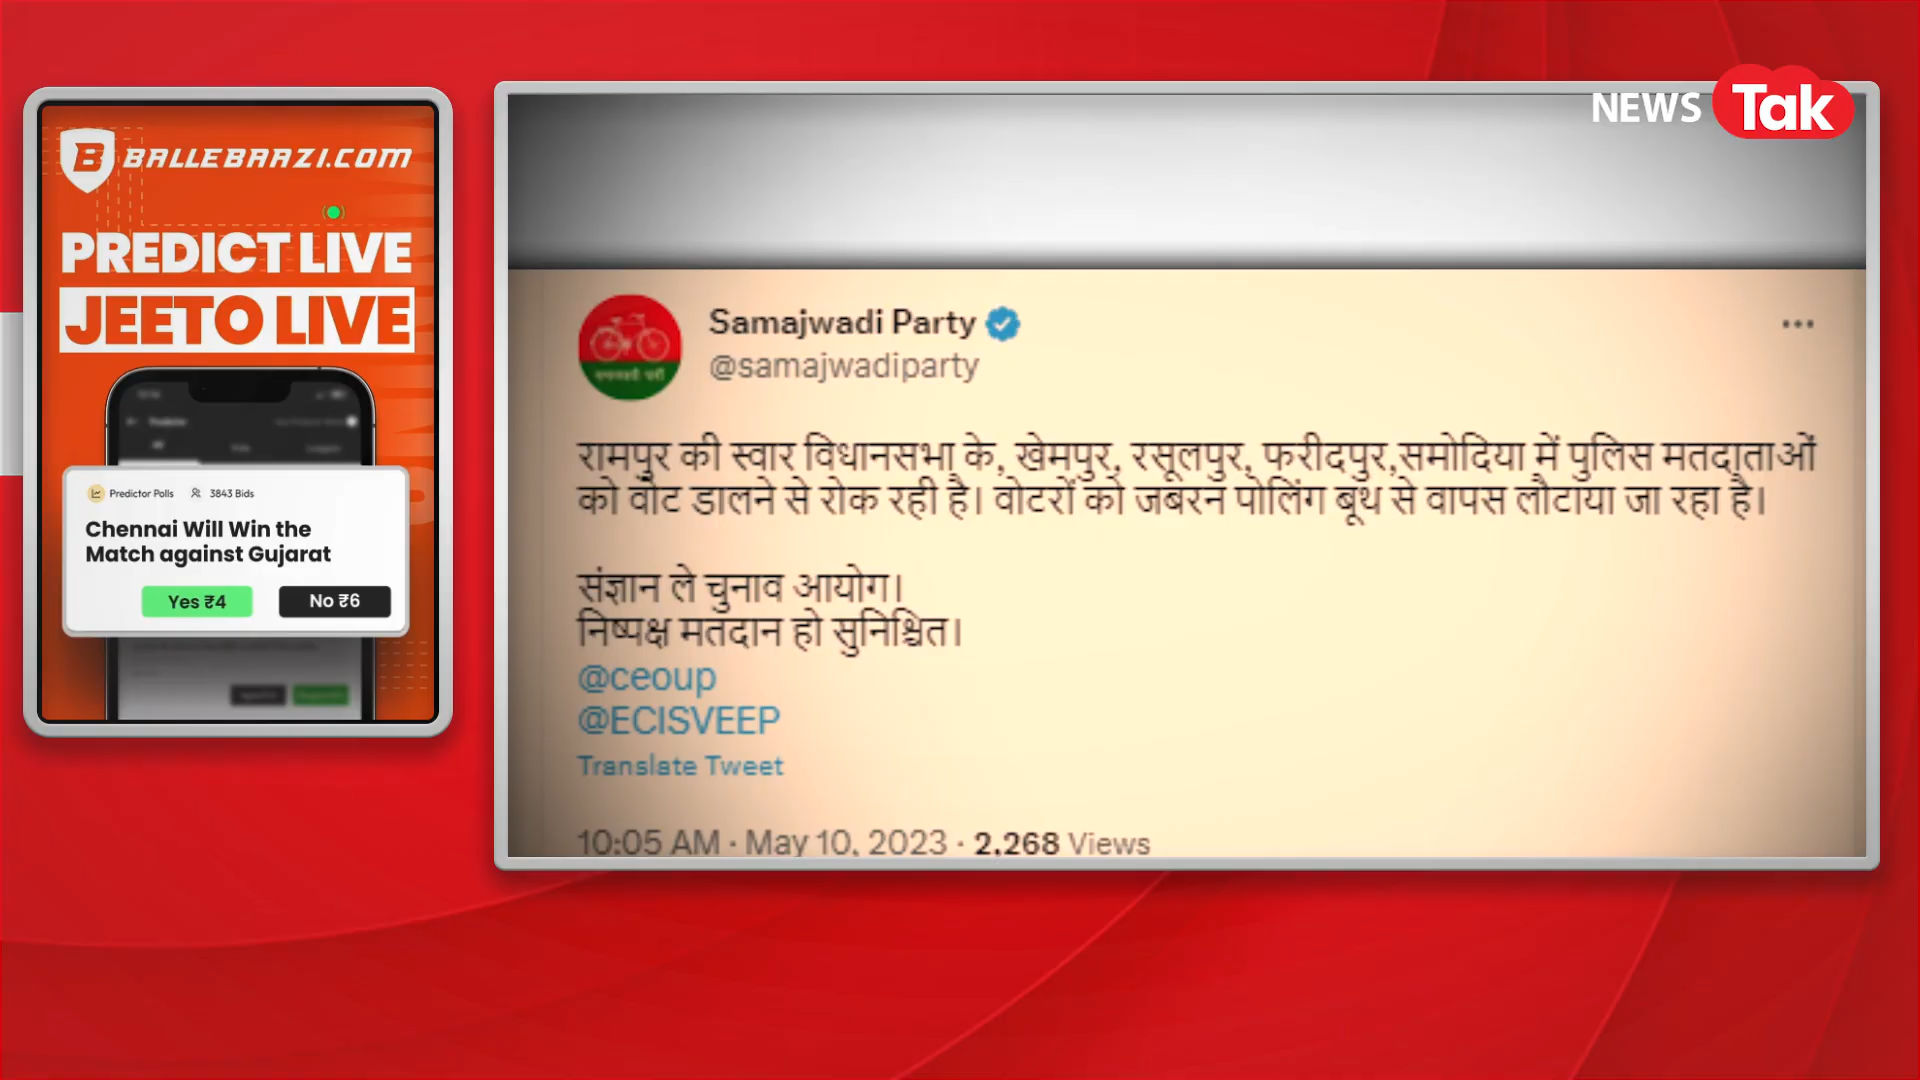 BALLEBAAZI.COM
PREDICT LIVE
JEETO LIVE
Predictor Polls 3843 Bids
Chennai Will Win the
Match against Gujarat
Yes ₹4 No ₹6
NEWS Tak
Samajwadi Party
@samajwadiparty
रामपुर की स्वार विधानसभा के, खेमपुर, रसूलपुर, फरीदपुर,समोदिया में पुलिस मतदाताओं
को वोट डालने से रोक रही है। वोटरों को जबरन पोलिंग बूथ से वापस लौटाया जा रहा है।
संज्ञान ले चुनाव आयोग।
निष्पक्ष मतदान हो सुनिश्चित।
@ceoup
@ECISVEEP
Translate Tweet
10:05 AM · May 10, 2023 · 2,268 Views